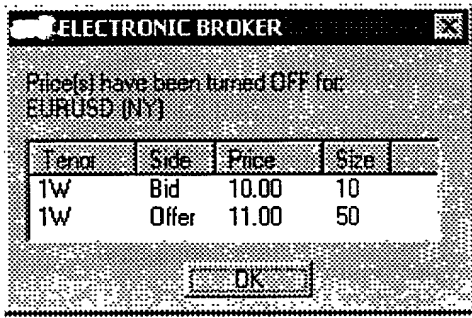 ELECTRONIC BROKER
Price(s) have been turned OFF for:
EURUSD (NY)
Tenor Side Price Size
1W Bid 10.00 10
1W Offer 11.00 50
OK